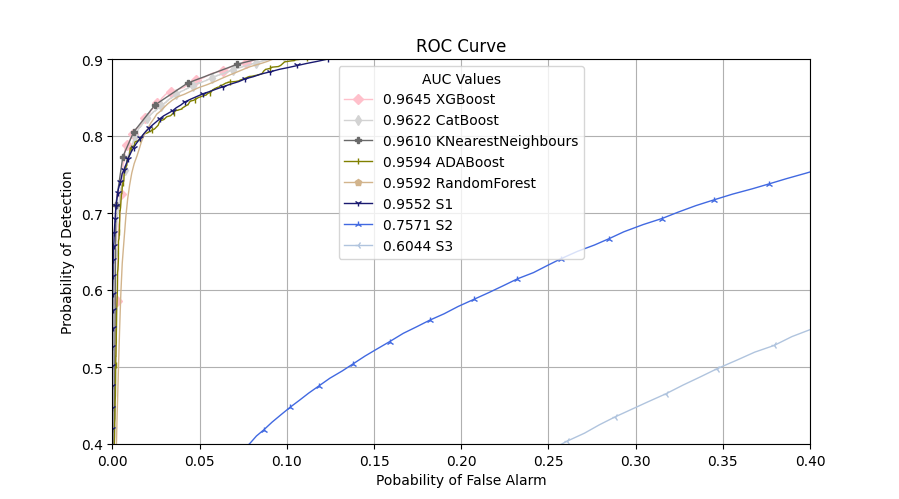 ROC Curve
Probability of Detection
0.9
0.8
0.7
0.6
0.5
0.4
AUC Values
0.9645 XGBoost
0.9622 CatBoost
0.9610 KNearestNeighbours
0.9594 ADABoost
0.9592 RandomForest
0.9552 S1
0.7571 S2
0.6044 S3
0.00 0.05 0.10 0.15 0.20 0.25 0.30 0.35 0.40
Pobability of False Alarm